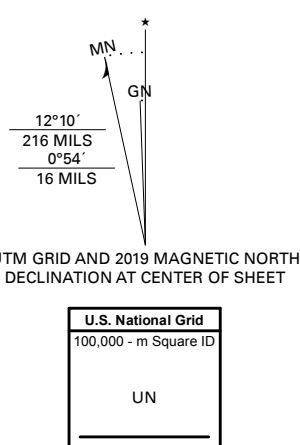 ★
MN
GN
12°10´
216 MILS
0°54´
16 MILS
UTM GRID AND 2019 MAGNETIC NORTH
DECLINATION AT CENTER OF SHEET
U.S. National Grid
100,000 - m Square ID
UN